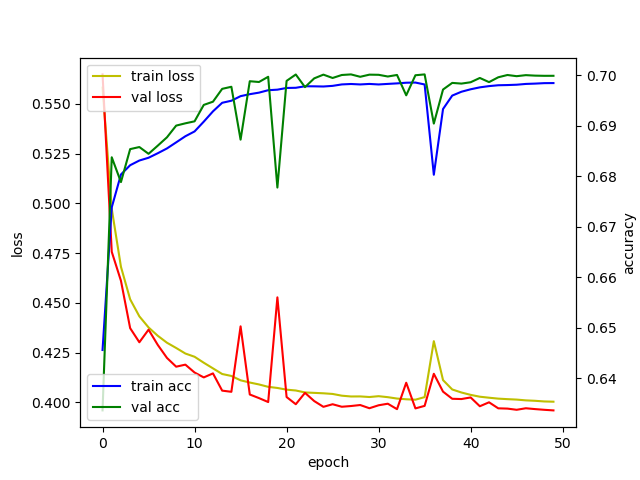 train loss
val loss
train acc
val acc
0.550
0.525
0.500
0.475
0.450
0.425
0.400
loss
0.70
0.69
0.68
0.67
0.66
0.65
0.64
accuracy
0 10 20 30 40 50
epoch